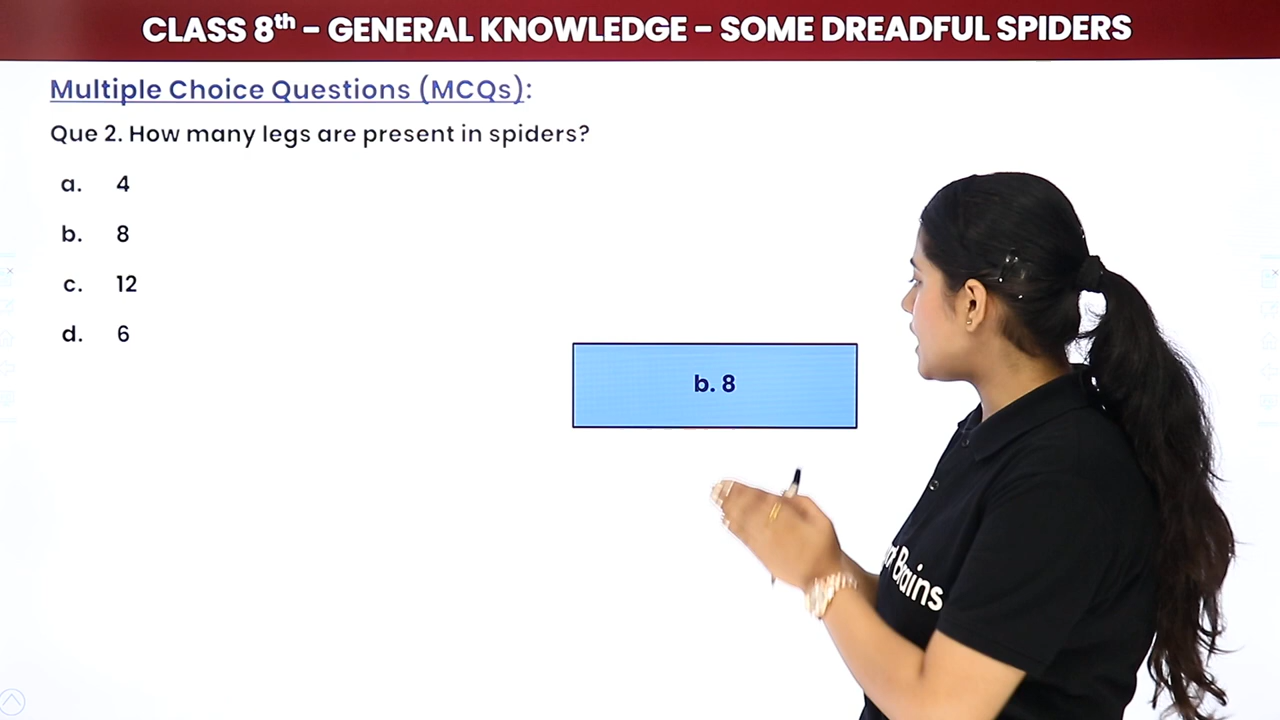 CLASS 8th – GENERAL KNOWLEDGE – SOME DREADFUL SPIDERS
Multiple Choice Questions (MCQs):
Que 2. How many legs are present in spiders?
a. 4
b. 8
c. 12
d. 6
b. 8
Brains